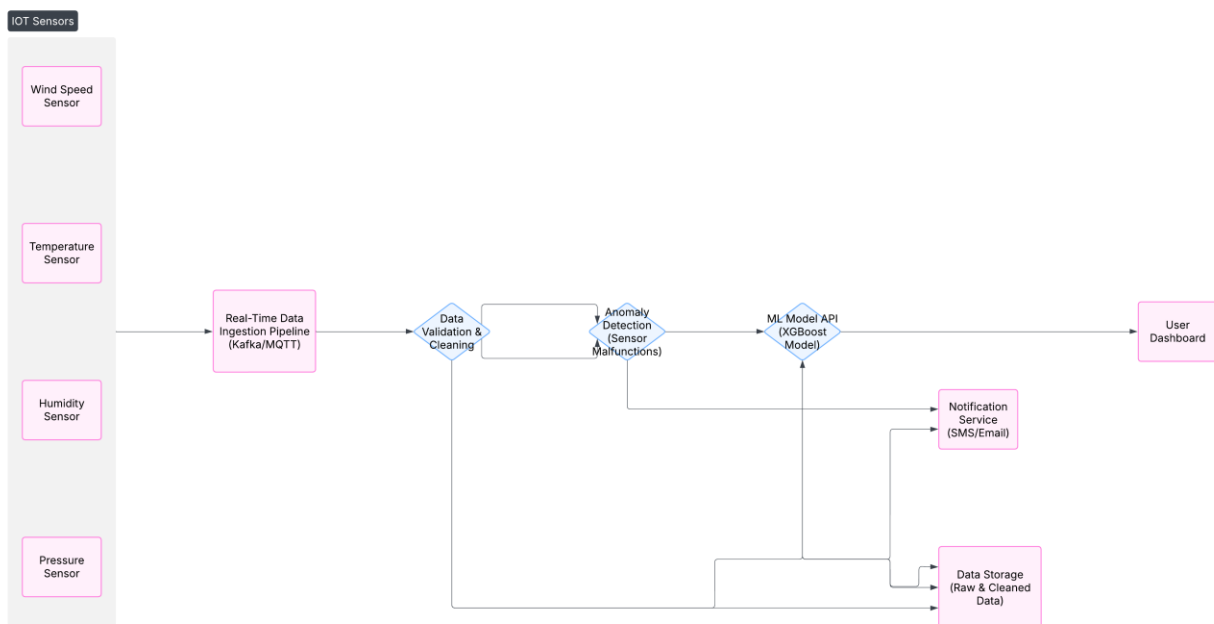 IOT Sensors
Wind Speed
Sensor
Temperature
Sensor
Humidity
Sensor
Pressure
Sensor
Real-Time Data
Ingestion Pipeline
(Kafka/MQTT)
Data
Validation &
Cleaning
Anomaly
Detection
(Sensor
Malfunctions)
ML Model API
(XGBoost
Model)
User
Dashboard
Notification
Service
(SMS/Email)
Data Storage
(Raw & Cleaned
Data)